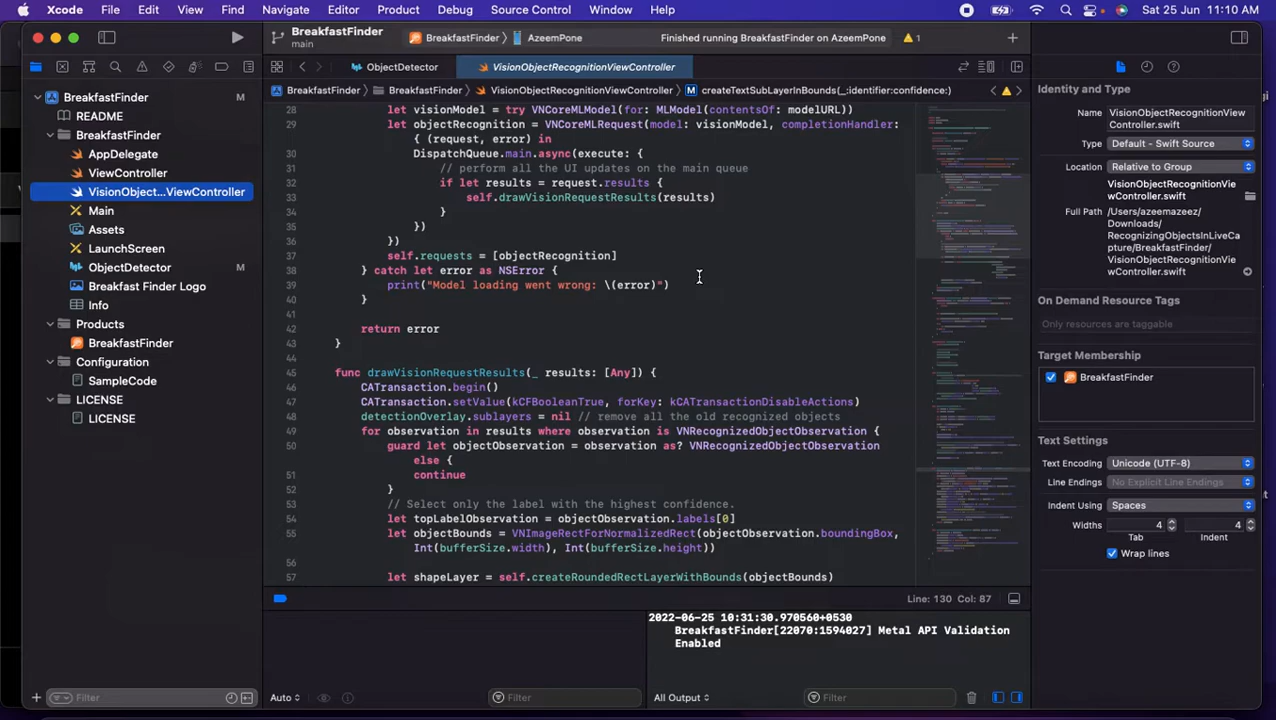 Xcode File Edit View Find Navigate Editor Product Debug Source Control Window Help Sat 25 Jun 11:10 AM
BreakfastFinder
main
BreakfastFinder
AzeemPone
Finished running BreakfastFinder on AzeemPone
1
ObjectDetector
VisionObjectRecognitionViewController
BreakfastFinder
BreakfastFinder
VisionObjectRecognitionViewController
createTextSubLayerInBounds(_:identifier:confidence:)
BreakfastFinder M
README
BreakfastFinder
AppDelegate
ViewController
VisionObject...ViewController
Main
Assets
LaunchScreen
ObjectDetector M
Breakfast Finder Logo
Info
Products
BreakfastFinder
Configuration
SampleCode
LICENSE
LICENSE
Filter
28 let visionModel = try VNCoreMLModel(for: MLModel(contentsOf: modelURL))
29 let objectRecognition = VNCoreMLRequest(model: visionModel, completionHandler:
{ (request, error) in
30 DispatchQueue.main.async(execute: {
31 // perform all the UI updates on the main queue
32 if let results = request.results {
33 self.drawVisionRequestResults(results)
34 }
35 })
36 })
37 self.requests = [objectRecognition]
38 } catch let error as NSError {
39 print("Model loading went wrong: \(error)")
40 }
41
42 return error
43 }
44
45 func drawVisionRequestResults(_ results: [Any]) {
46 CATransaction.begin()
47 CATransaction.setValue(kCFBooleanTrue, forKey: kCATransactionDisableActions)
48 detectionOverlay.sublayers = nil // remove all the old recognized objects
49 for observation in results where observation is VNRecognizedObjectObservation {
50 guard let objectObservation = observation as? VNRecognizedObjectObservation
else {
51 continue
52 }
53 // Select only the label with the highest confidence.
54 let topLabelObservation = objectObservation.labels[0]
55 let objectBounds = VNImageRectForNormalizedRect(objectObservation.boundingBox,
Int(bufferSize.width), Int(bufferSize.height))
56
57 let shapeLayer = self.createRoundedRectLayerWithBounds(objectBounds)
Line: 130 Col: 87
2022-06-25 10:31:30.970560+0530
BreakfastFinder[22070:1594027] Metal API Validation
Enabled
Auto
Filter
All Output
Filter
Identity and Type
Name VisionObjectRecognitionView
Controller.swift
Type Default - Swift Source
Location Relative to Group
VisionObjectRecognitionVie
wController.swift
Full Path /Users/azeemazeez/
Downloads/
RecognizingObjectsInLiveCa
pture/BreakfastFinder/
VisionObjectRecognitionVie
wController.swift
On Demand Resource Tags
Only resources are taggable
Target Membership
BreakfastFinder
Text Settings
Text Encoding Unicode (UTF-8)
Line Endings
Indent Using
Widths 4 4
Tab Indent
Wrap lines